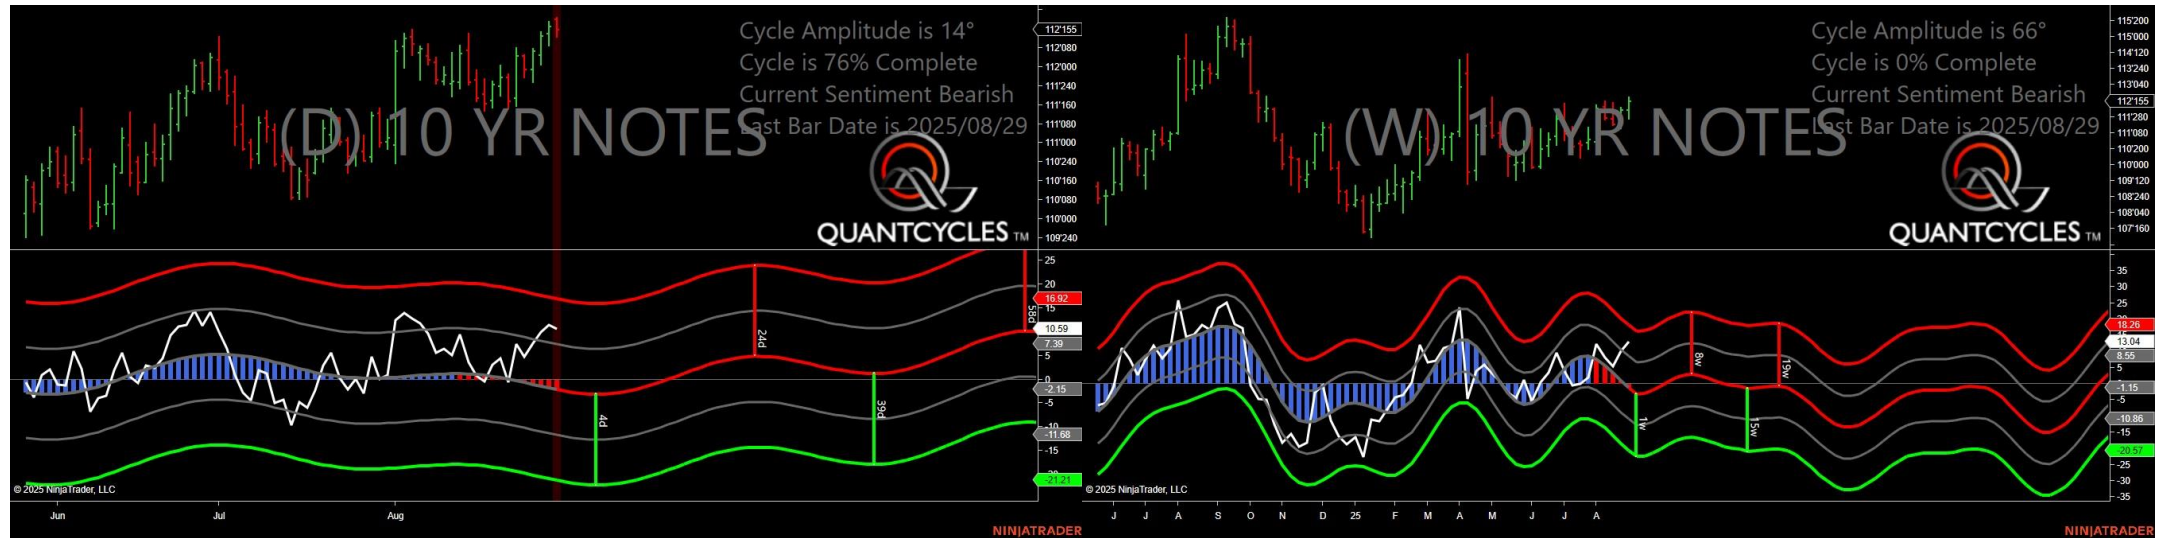 Cycle Amplitude is 14°
Cycle is 76% Complete
Current Sentiment Bearish
Last Bar Date is 2025/08/29
(D) 10 YR NOTES
QUANTCYCLES TM
112'155
112'080
112'000
111'240
111'160
111'080
111'000
110'240
110'160
110'080
110'000
109'240
25
20
16.92
15
10.59
7.39
5
0
-2.15
-5
-10
-11.68
-15
-21.21
4d
24d
39d
58d
© 2025 NinjaTrader, LLC
Jun
Jul
Aug
NINJATRADER
Cycle Amplitude is 66°
Cycle is 0% Complete
Current Sentiment Bearish
Last Bar Date is 2025/08/29
(W) 10 YR NOTES
QUANTCYCLES TM
115'200
115'000
114'120
113'240
113'040
112'155
111'280
111'080
110'200
110'000
109'120
108'240
108'040
107'160
35
30
25
18.26
13.04
8.55
5
-1.15
-5
-10.86
-15
-20.57
-25
-30
-35
1w
8w
15w
19w
© 2025 NinjaTrader, LLC
J
J
A
S
O
N
D
25
F
M
A
M
J
J
A
NINJATRADER